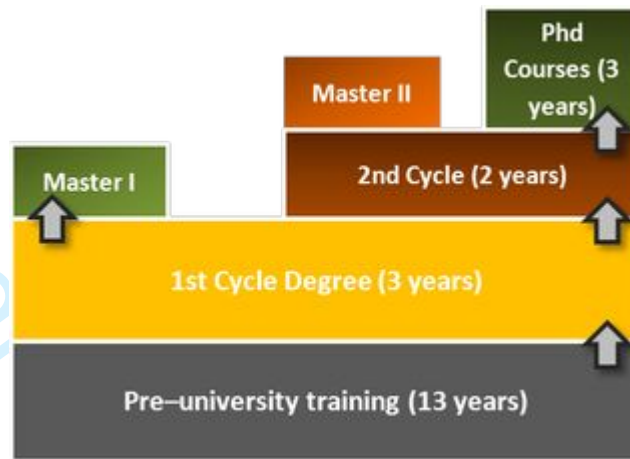 Phd
Courses (3
years)
Master II
Master I
2nd Cycle (2 years)
1st Cycle Degree (3 years)
Pre–university training (13 years)